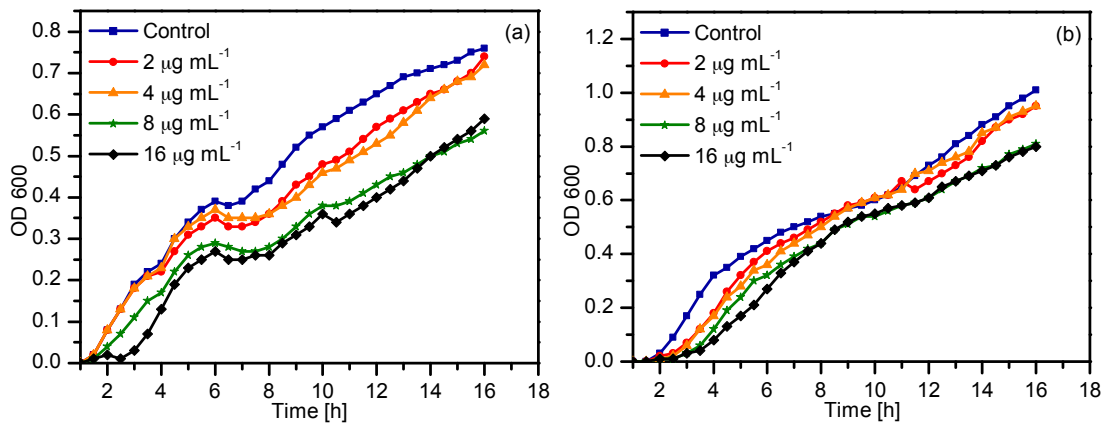 (a)
Control
2 μg mL⁻¹
4 μg mL⁻¹
8 μg mL⁻¹
16 μg mL⁻¹
OD 600
0.8
0.7
0.6
0.5
0.4
0.3
0.2
0.1
0.0
2 4 6 8 10 12 14 16 18
Time [h]
(b)
Control
2 μg mL⁻¹
4 μg mL⁻¹
8 μg mL⁻¹
16 μg mL⁻¹
OD 600
1.2
1.0
0.8
0.6
0.4
0.2
0.0
2 4 6 8 10 12 14 16 18
Time [h]